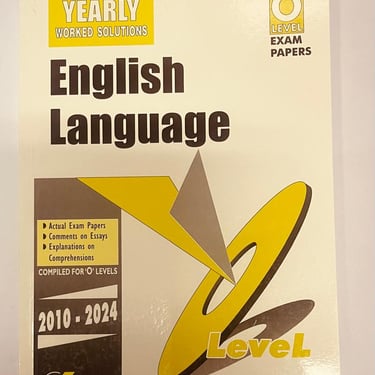 YEARLY
WORKED SOLUTIONS
O
LEVEL
EXAM
PAPERS
English
Language
Actual Exam Papers
Comments on Essays
Explanations on
Comprehensions
COMPILED FOR 'O' LEVELS
2010 - 2024
LeveL